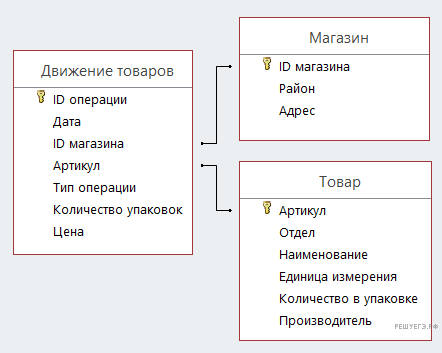 Движение товаров
ID операции
Дата
ID магазина
Артикул
Тип операции
Количество упаковок
Цена
Магазин
ID магазина
Район
Адрес
Товар
Артикул
Отдел
Наименование
Единица измерения
Количество в упаковке
Производитель
РЕШУЕГЭ.РФ